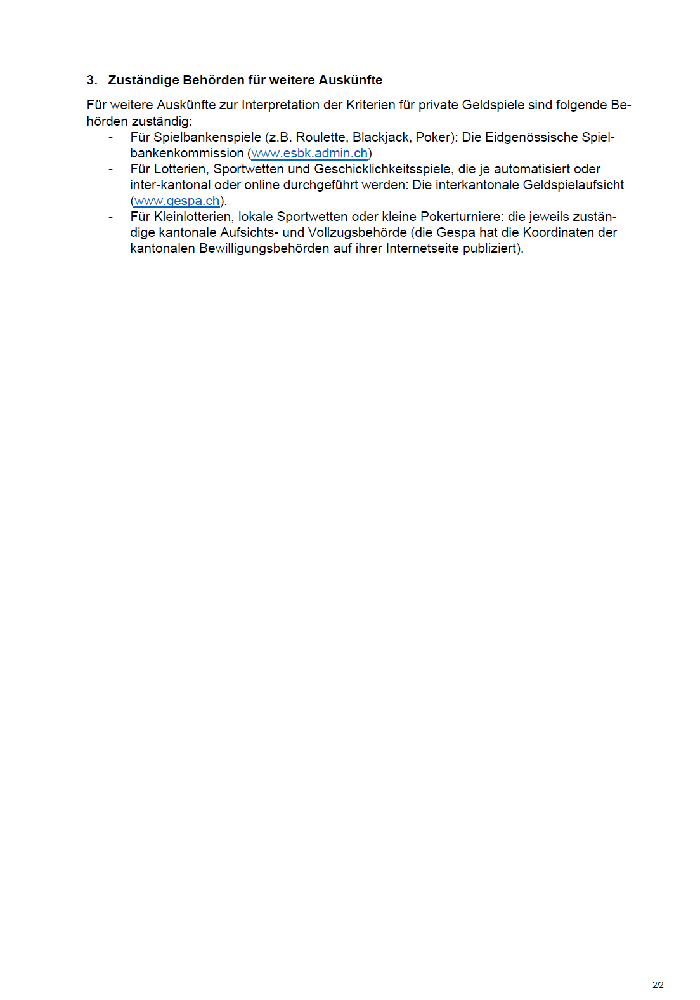 3. Zuständige Behörden für weitere Auskünfte
Für weitere Auskünfte zur Interpretation der Kriterien für private Geldspiele sind folgende Be-
hörden zuständig:
- Für Spielbankenspiele (z.B. Roulette, Blackjack, Poker): Die Eidgenössische Spiel-
bankenkommission (www.esbk.admin.ch)
- Für Lotterien, Sportwetten und Geschicklichkeitsspiele, die je automatisiert oder
inter-kantonal oder online durchgeführt werden: Die interkantonale Geldspielaufsicht
(www.gespa.ch).
- Für Kleinlotterien, lokale Sportwetten oder kleine Pokerturniere: die jeweils zustän-
dige kantonale Aufsichts- und Vollzugsbehörde (die Gespa hat die Koordinaten der
kantonalen Bewilligungsbehörden auf ihrer Internetseite publiziert).
2/2